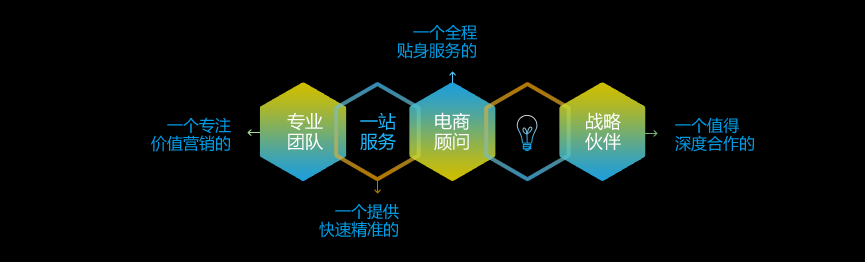 一个全程
贴身服务的
一个专注
价值营销的
专业
团队
一站
服务
电商
顾问
战略
伙伴
一个值得
深度合作的
一个提供
快速精准的